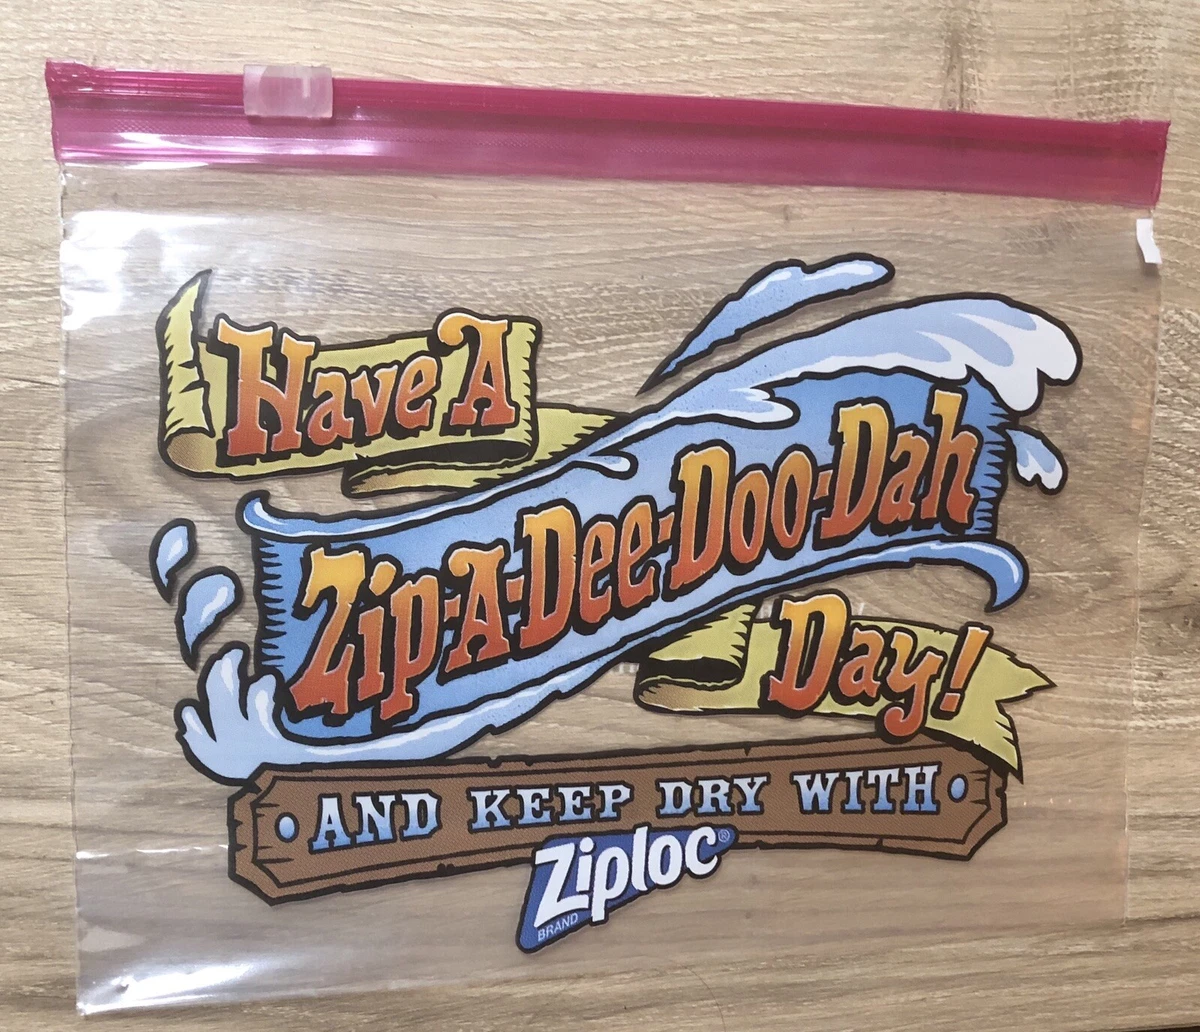 Have A
Zip-A-Dee-Doo-Dah
Day!
• AND KEEP DRY WITH •
Ziploc®
BRAND